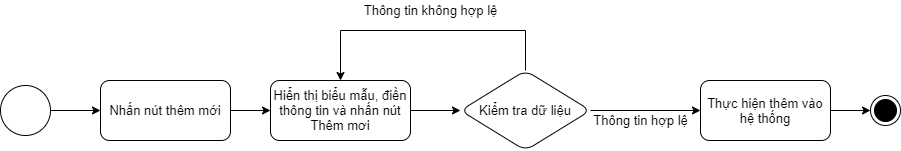 Thông tin không hợp lệ
Nhấn nút thêm mới
Hiển thị biểu mẫu, điền
thông tin và nhấn nút
Thêm mơi
Kiểm tra dữ liệu
Thông tin hợp lệ
Thực hiện thêm vào
hệ thống